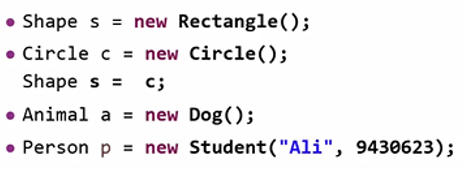 • Shape s = new Rectangle();
• Circle c = new Circle();
Shape s = c;
• Animal a = new Dog();
• Person p = new Student("Ali", 9430623);